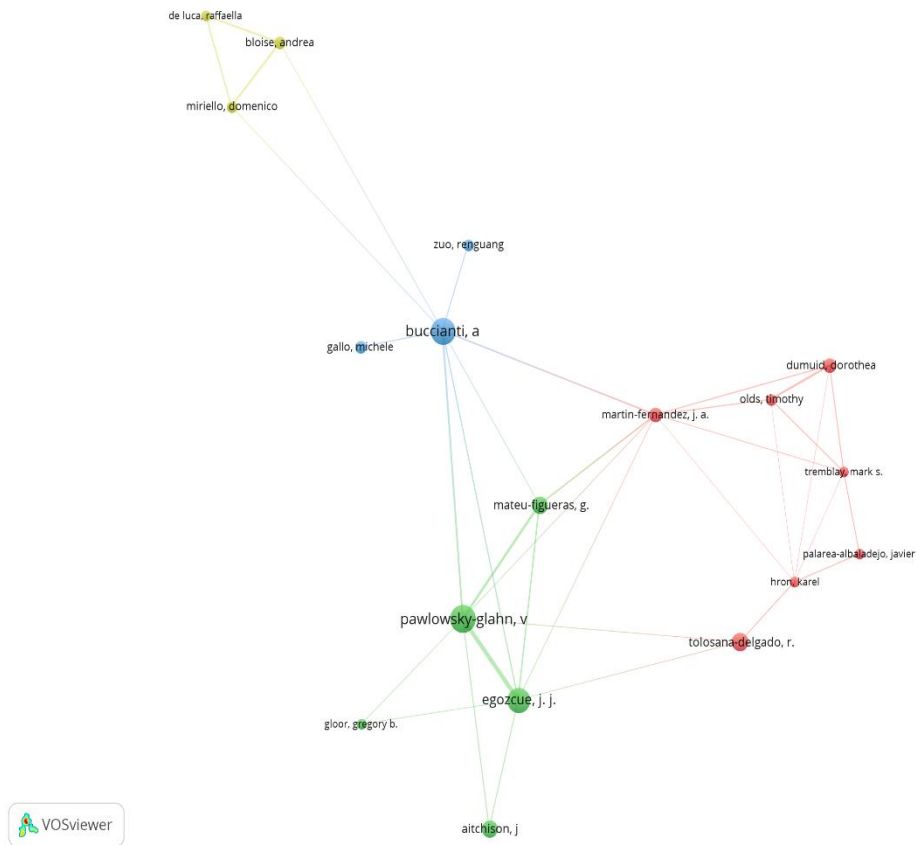 de luca, raffaella
bloise, andrea
miriello, domenico
zuo, renguang
buccianti, a
gallo, michele
dumuid, dorothea
olds, timothy
martin-fernandez, j. a.
tremblay, mark s.
mateu-figueras, g.
palarea-albaladejo, javier
hron, karel
pawlowsky-glahn, v
tolosana-delgado, r.
egozcue, j. j.
gloor, gregory b.
aitchison, j
VOSviewer